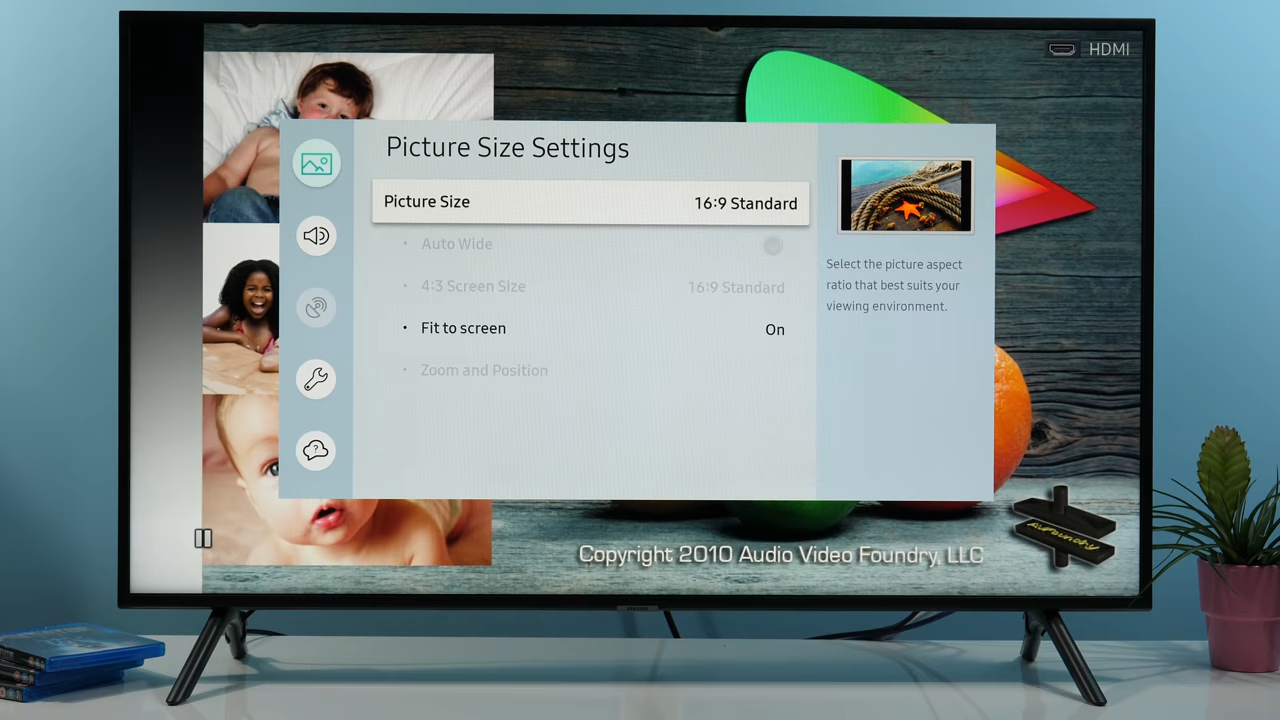 HDMI
Picture Size Settings
Picture Size 16:9 Standard
• Auto Wide
• 4:3 Screen Size 16:9 Standard
• Fit to screen On
• Zoom and Position
Select the picture aspect
ratio that best suits your
viewing environment.
?
AVFoundry
Copyright 2010 Audio Video Foundry, LLC
SAMSUNG